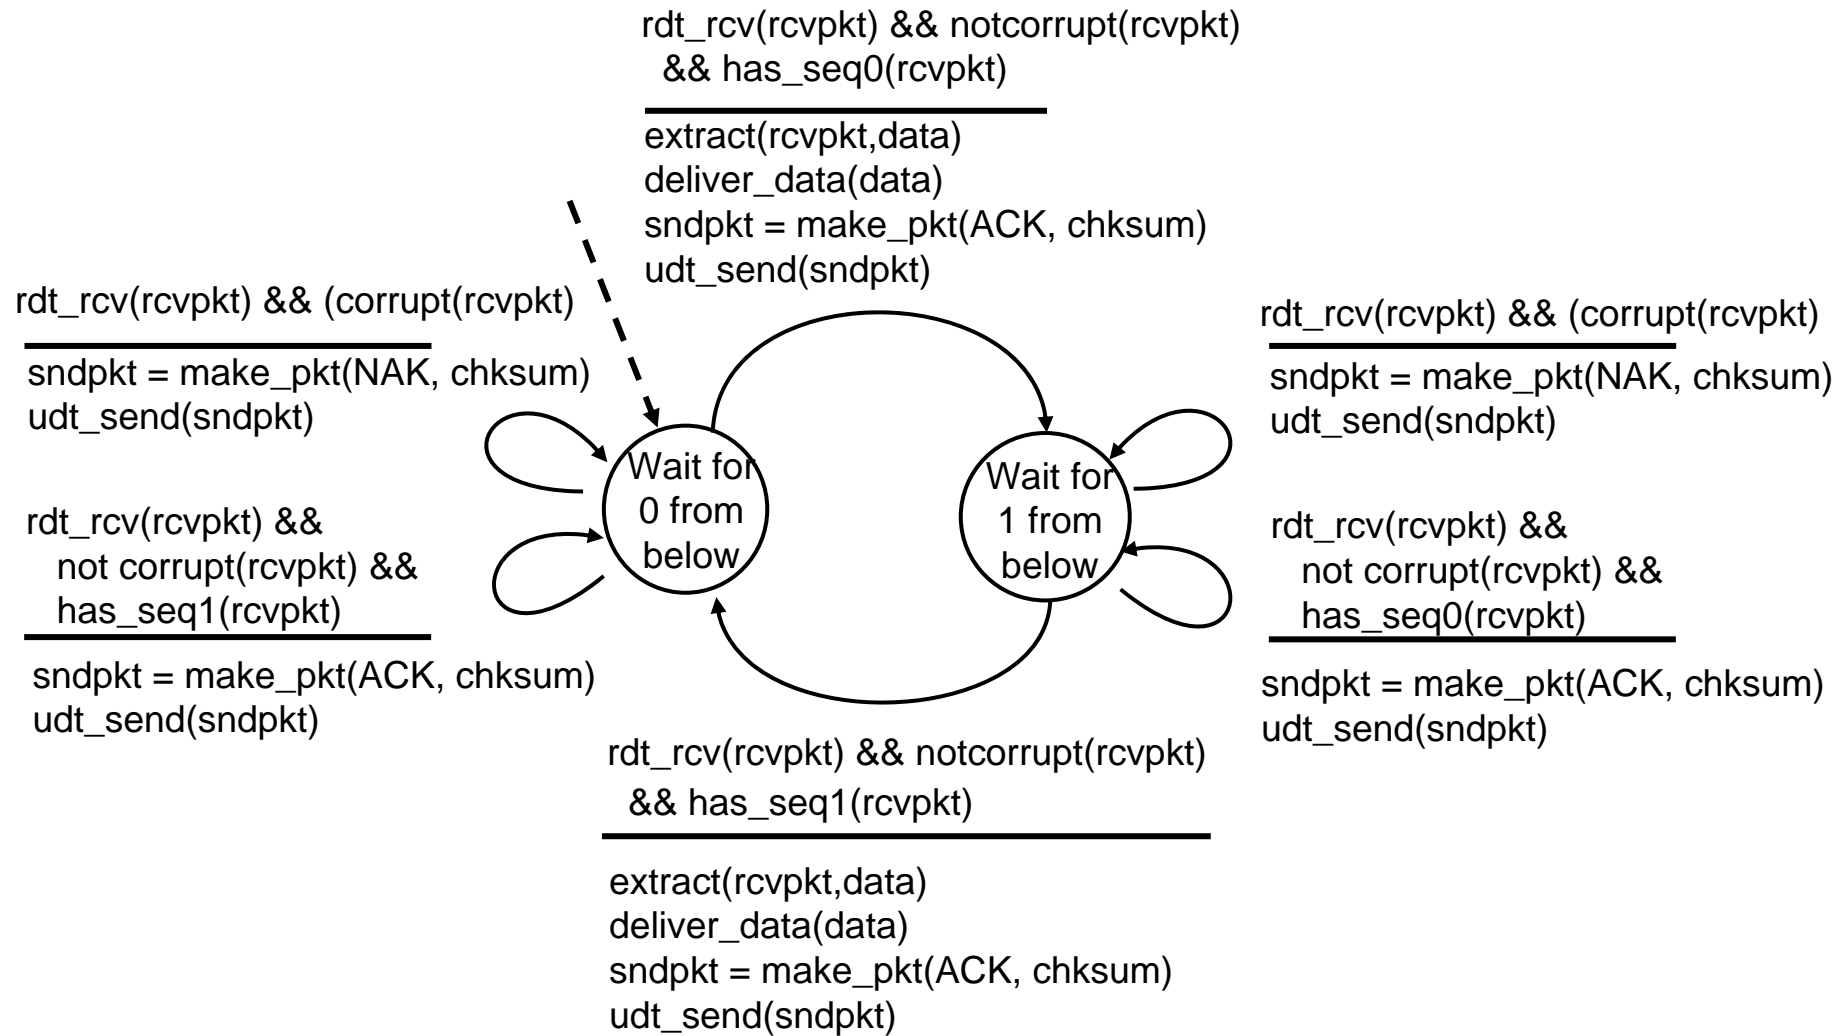 rdt_rcv(rcvpkt) && notcorrupt(rcvpkt)
&& has_seq0(rcvpkt)
extract(rcvpkt,data)
deliver_data(data)
sndpkt = make_pkt(ACK, chksum)
udt_send(sndpkt)
rdt_rcv(rcvpkt) && (corrupt(rcvpkt)
sndpkt = make_pkt(NAK, chksum)
udt_send(sndpkt)
rdt_rcv(rcvpkt) &&
not corrupt(rcvpkt) &&
has_seq1(rcvpkt)
sndpkt = make_pkt(ACK, chksum)
udt_send(sndpkt)
Wait for
0 from
below
Wait for
1 from
below
rdt_rcv(rcvpkt) && (corrupt(rcvpkt)
sndpkt = make_pkt(NAK, chksum)
udt_send(sndpkt)
rdt_rcv(rcvpkt) &&
not corrupt(rcvpkt) &&
has_seq0(rcvpkt)
sndpkt = make_pkt(ACK, chksum)
udt_send(sndpkt)
rdt_rcv(rcvpkt) && notcorrupt(rcvpkt)
&& has_seq1(rcvpkt)
extract(rcvpkt,data)
deliver_data(data)
sndpkt = make_pkt(ACK, chksum)
udt_send(sndpkt)